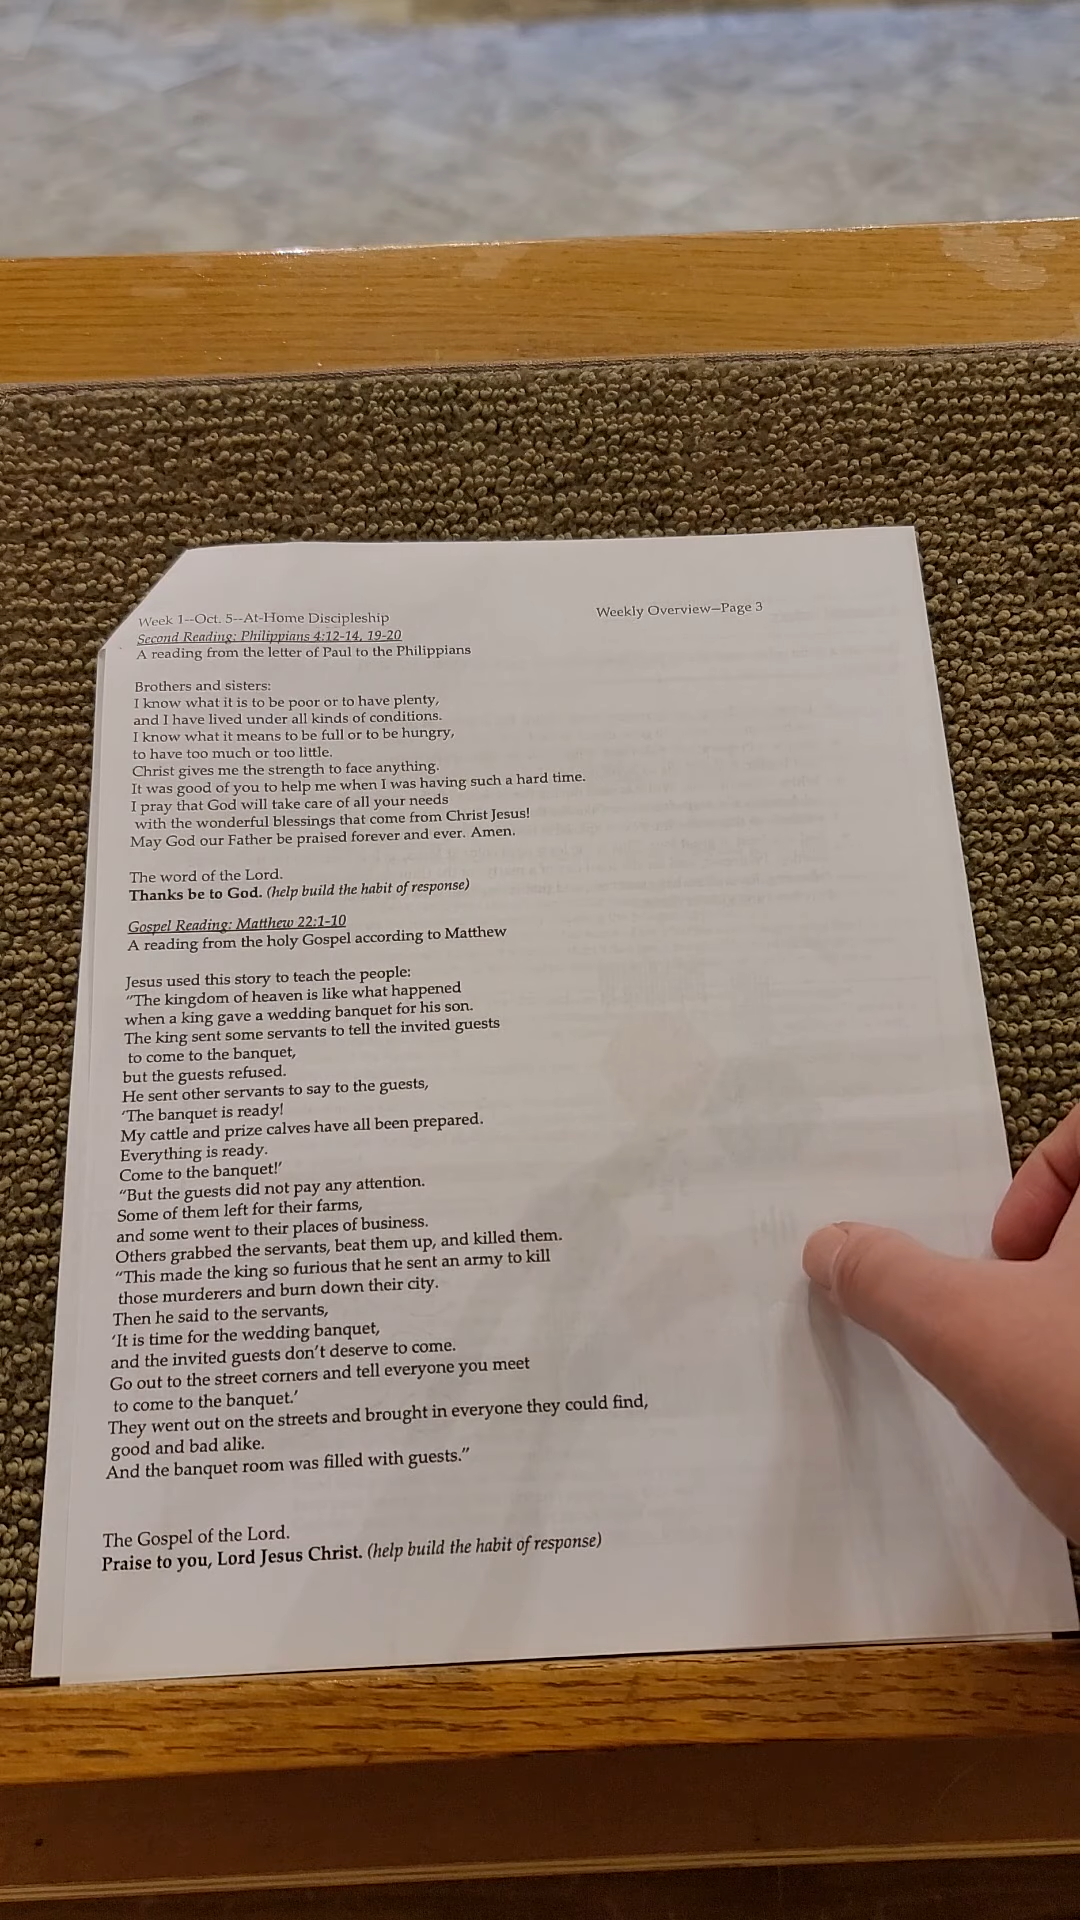 Week 1--Oct. 5--At-Home Discipleship Weekly Overview—Page 3
Second Reading: Philippians 4:12-14, 19-20
A reading from the letter of Paul to the Philippians
Brothers and sisters:
I know what it is to be poor or to have plenty,
and I have lived under all kinds of conditions.
I know what it means to be full or to be hungry,
to have too much or too little.
Christ gives me the strength to face anything.
It was good of you to help me when I was having such a hard time.
I pray that God will take care of all your needs
with the wonderful blessings that come from Christ Jesus!
May God our Father be praised forever and ever. Amen.
The word of the Lord.
Thanks be to God. (help build the habit of response)
Gospel Reading: Matthew 22:1-10
A reading from the holy Gospel according to Matthew
Jesus used this story to teach the people:
“The kingdom of heaven is like what happened
when a king gave a wedding banquet for his son.
The king sent some servants to tell the invited guests
to come to the banquet,
but the guests refused.
He sent other servants to say to the guests,
‘The banquet is ready!
My cattle and prize calves have all been prepared.
Everything is ready.
Come to the banquet!’
“But the guests did not pay any attention.
Some of them left for their farms,
and some went to their places of business.
Others grabbed the servants, beat them up, and killed them.
“This made the king so furious that he sent an army to kill
those murderers and burn down their city.
Then he said to the servants,
‘It is time for the wedding banquet,
and the invited guests don’t deserve to come.
Go out to the street corners and tell everyone you meet
to come to the banquet.’
They went out on the streets and brought in everyone they could find,
good and bad alike.
And the banquet room was filled with guests.”
The Gospel of the Lord.
Praise to you, Lord Jesus Christ. (help build the habit of response)